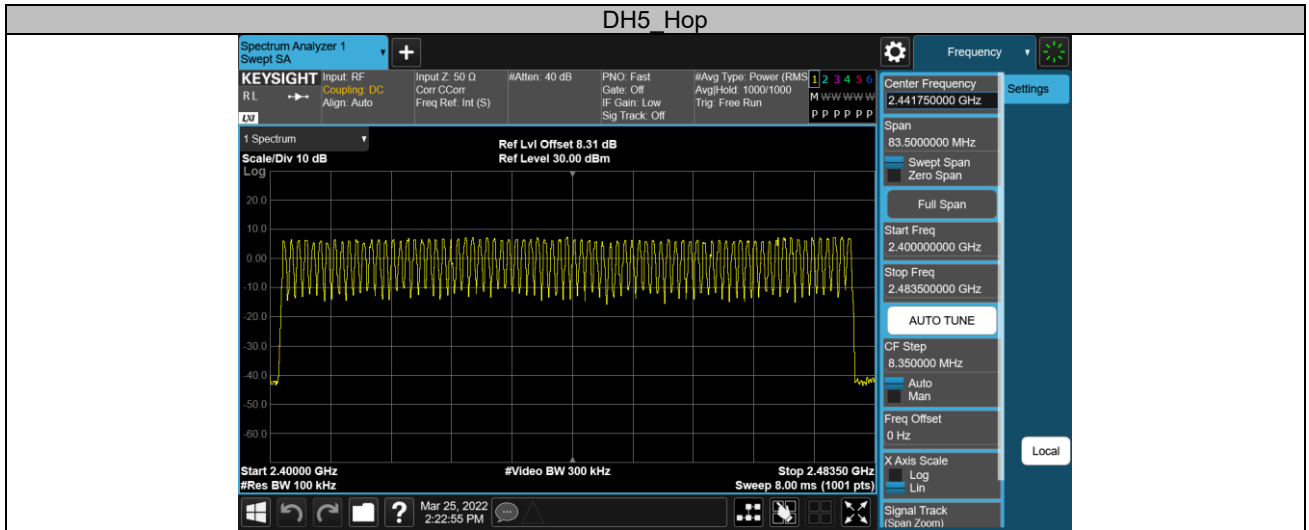 DH5_Hop
Spectrum Analyzer 1
Swept SA
Frequency
KEYSIGHT
RL
LXI
Input: RF
Coupling: DC
Align: Auto
Input Z: 50 Ω
Corr CCorr
Freq Ref: Int (S)
#Atten: 40 dB
PNO: Fast
Gate: Off
IF Gain: Low
Sig Track: Off
#Avg Type: Power (RMS
Avg|Hold: 1000/1000
Trig: Free Run
1 2 3 4 5 6
M W W W W W
P P P P P P
1 Spectrum
Scale/Div 10 dB
Ref Lvl Offset 8.31 dB
Ref Level 30.00 dBm
Log
20.0
10.0
0.00
-10.0
-20.0
-30.0
-40.0
-50.0
-60.0
Start 2.40000 GHz
#Video BW 300 kHz
Stop 2.48350 GHz
#Res BW 100 kHz
Sweep 8.00 ms (1001 pts)
?
Mar 25, 2022
2:22:55 PM
Center Frequency
2.441750000 GHz
Settings
Span
83.5000000 MHz
Swept Span
Zero Span
Full Span
Start Freq
2.400000000 GHz
Stop Freq
2.483500000 GHz
AUTO TUNE
CF Step
8.350000 MHz
Auto
Man
Freq Offset
0 Hz
X Axis Scale
Log
Lin
Local
Signal Track
(Span Zoom)